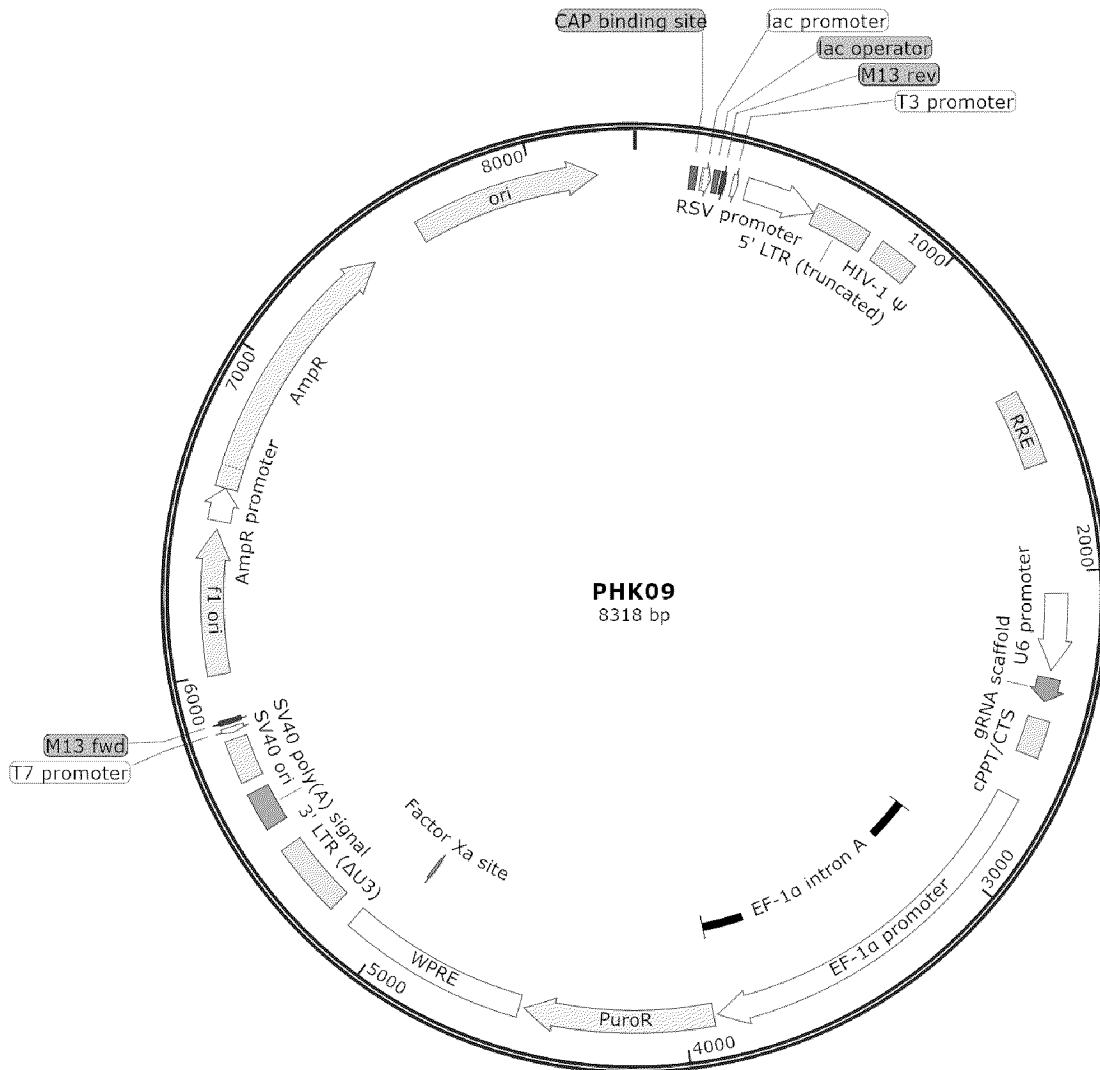 CAP binding site
lac promoter
lac operator
M13 rev
T3 promoter
8000
ori
RSV promoter
5' LTR (truncated)
HIV-1 Ψ
1000
7000
AmpR
RRE
AmpR promoter
2000
PHK09
8318 bp
U6 promoter
gRNA scaffold
cPPT/CTS
f1 ori
6000
M13 fwd
T7 promoter
SV40 ori
SV40 poly(A) signal
3' LTR (ΔU3)
Factor Xa site
EF-1α intron A
3000
EF-1α promoter
WPRE
5000
PuroR
4000